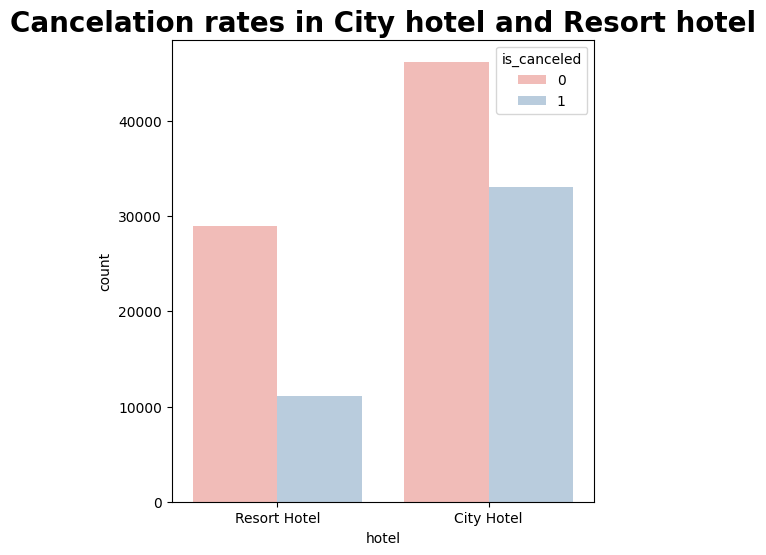 Cancelation rates in City hotel and Resort hotel
is_canceled
0
1
40000
30000
20000
10000
0
count
Resort Hotel
City Hotel
hotel